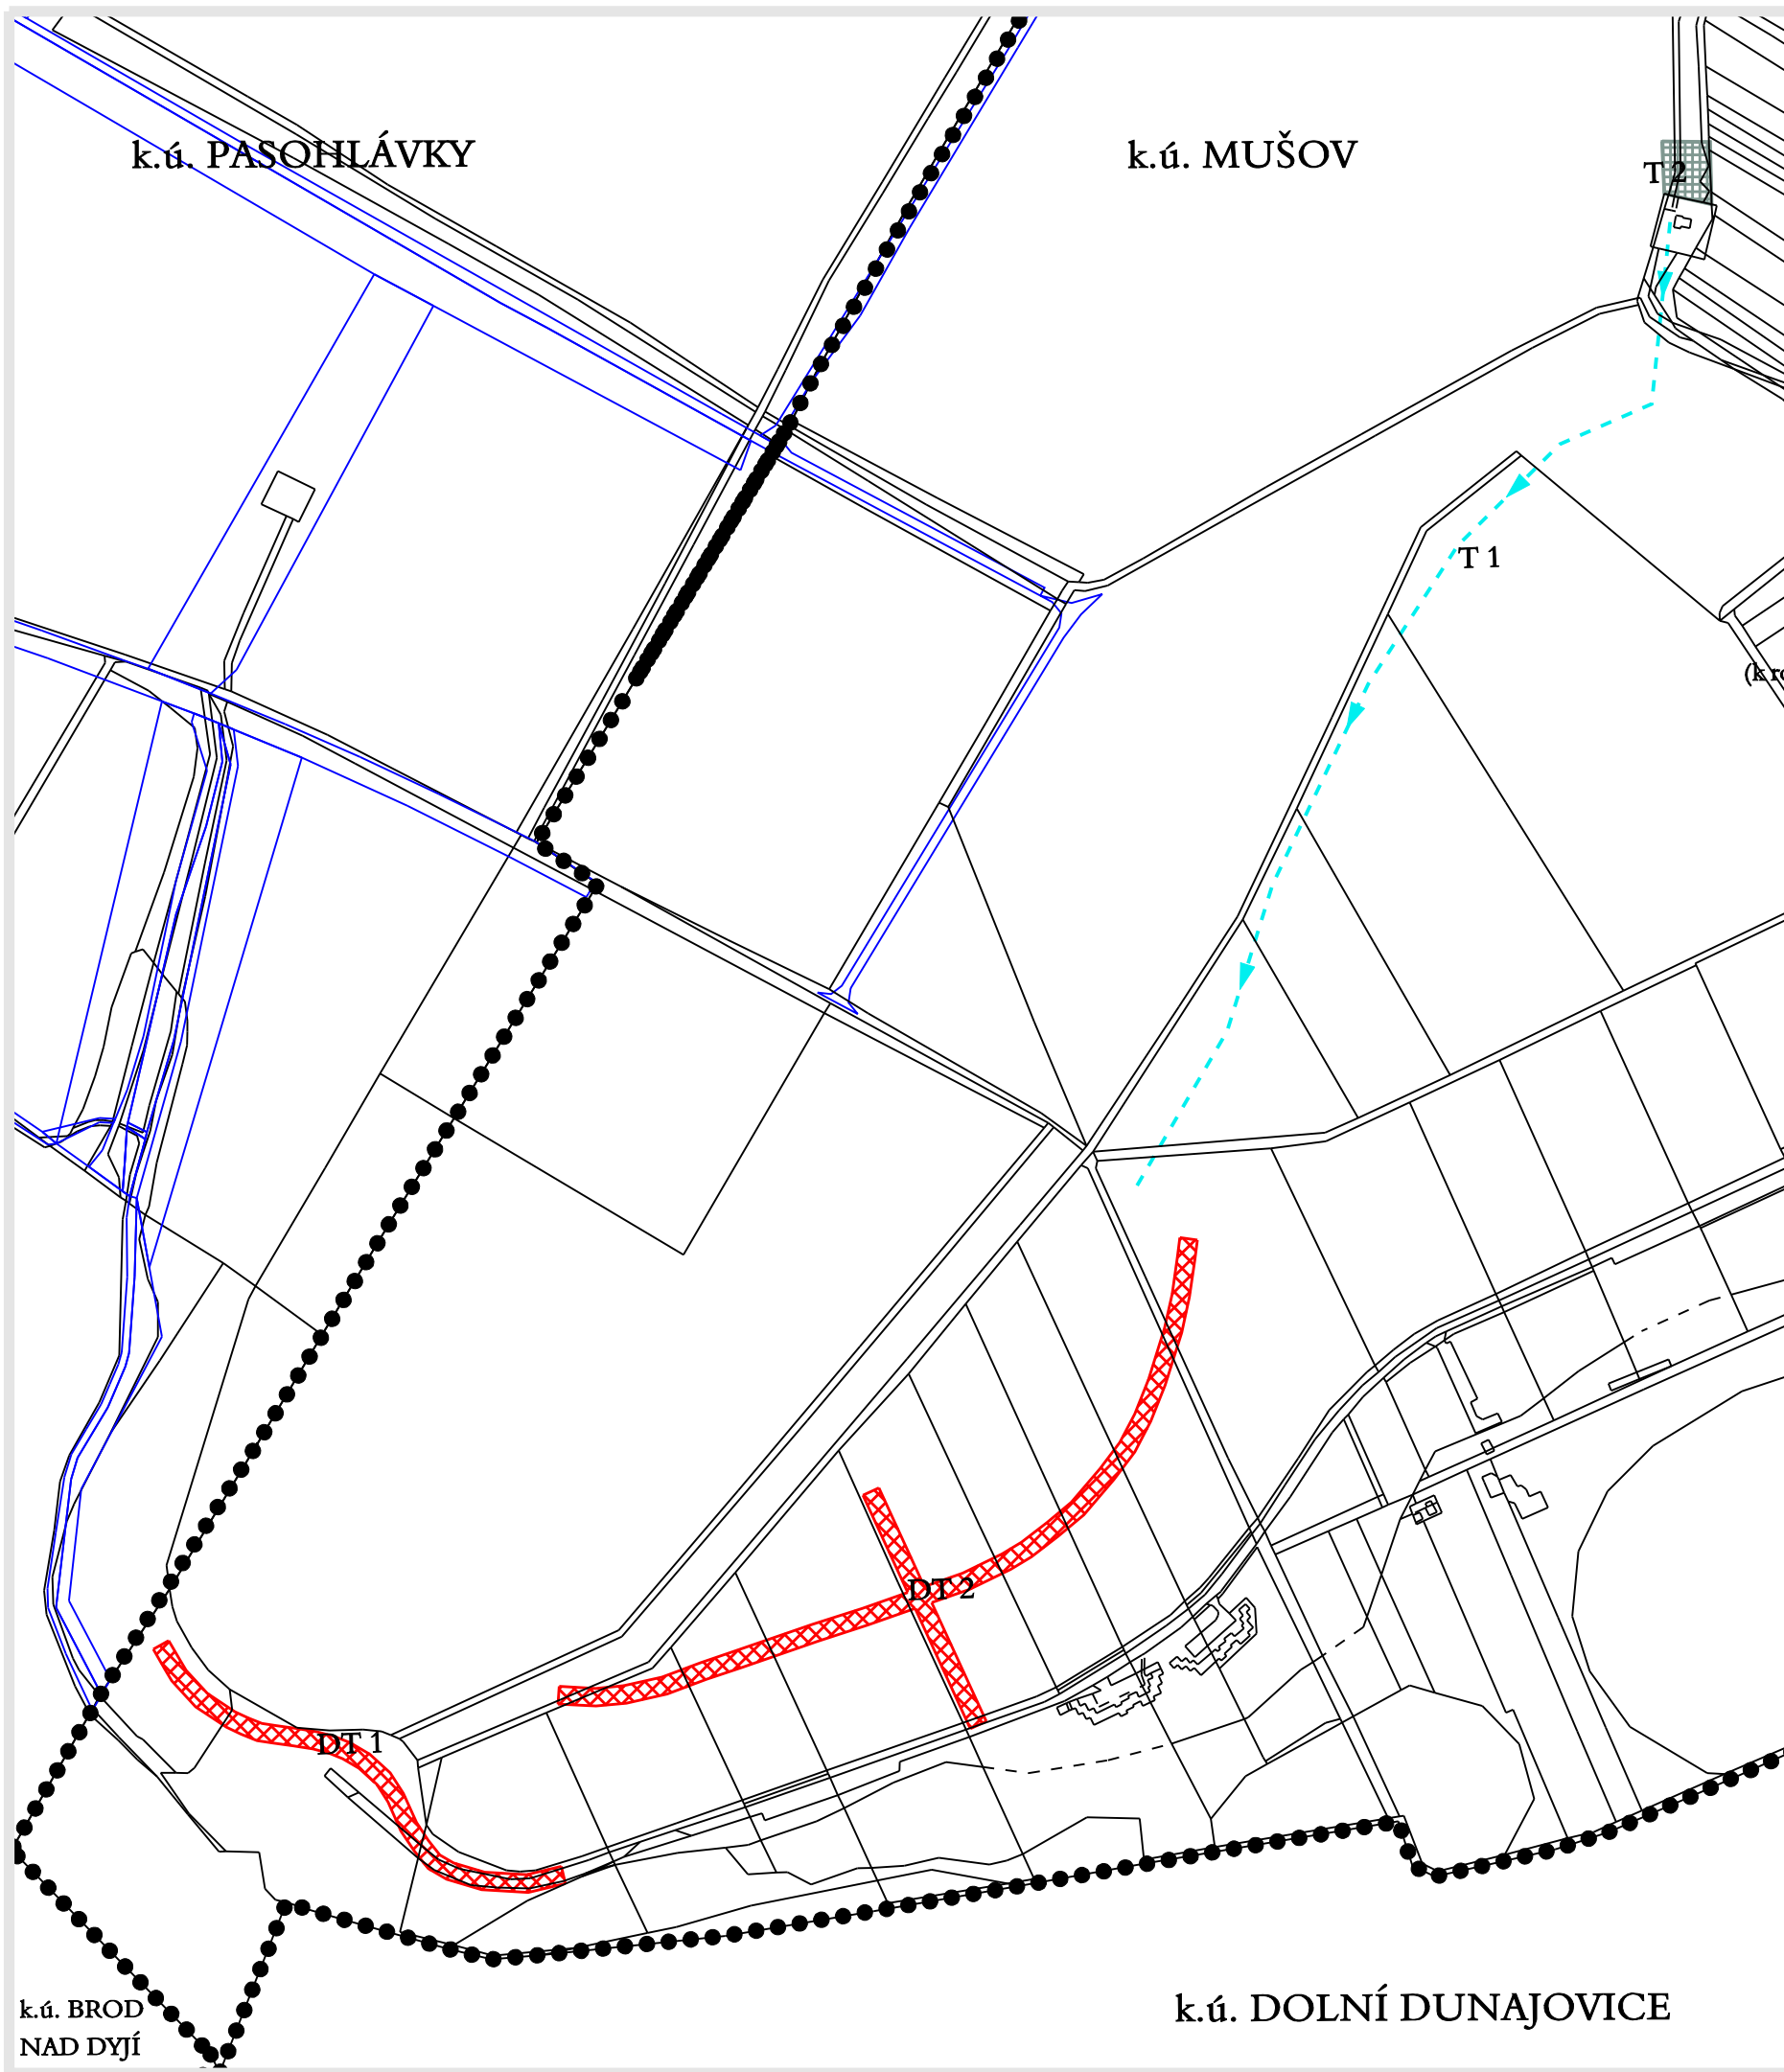 k.ú. PASOHLÁVKY
k.ú. MUŠOV
T 2
T 1
(k
DT 2
DT 1
k.ú. BROD
NAD DYJÍ
k.ú. DOLNÍ DUNAJOVICE